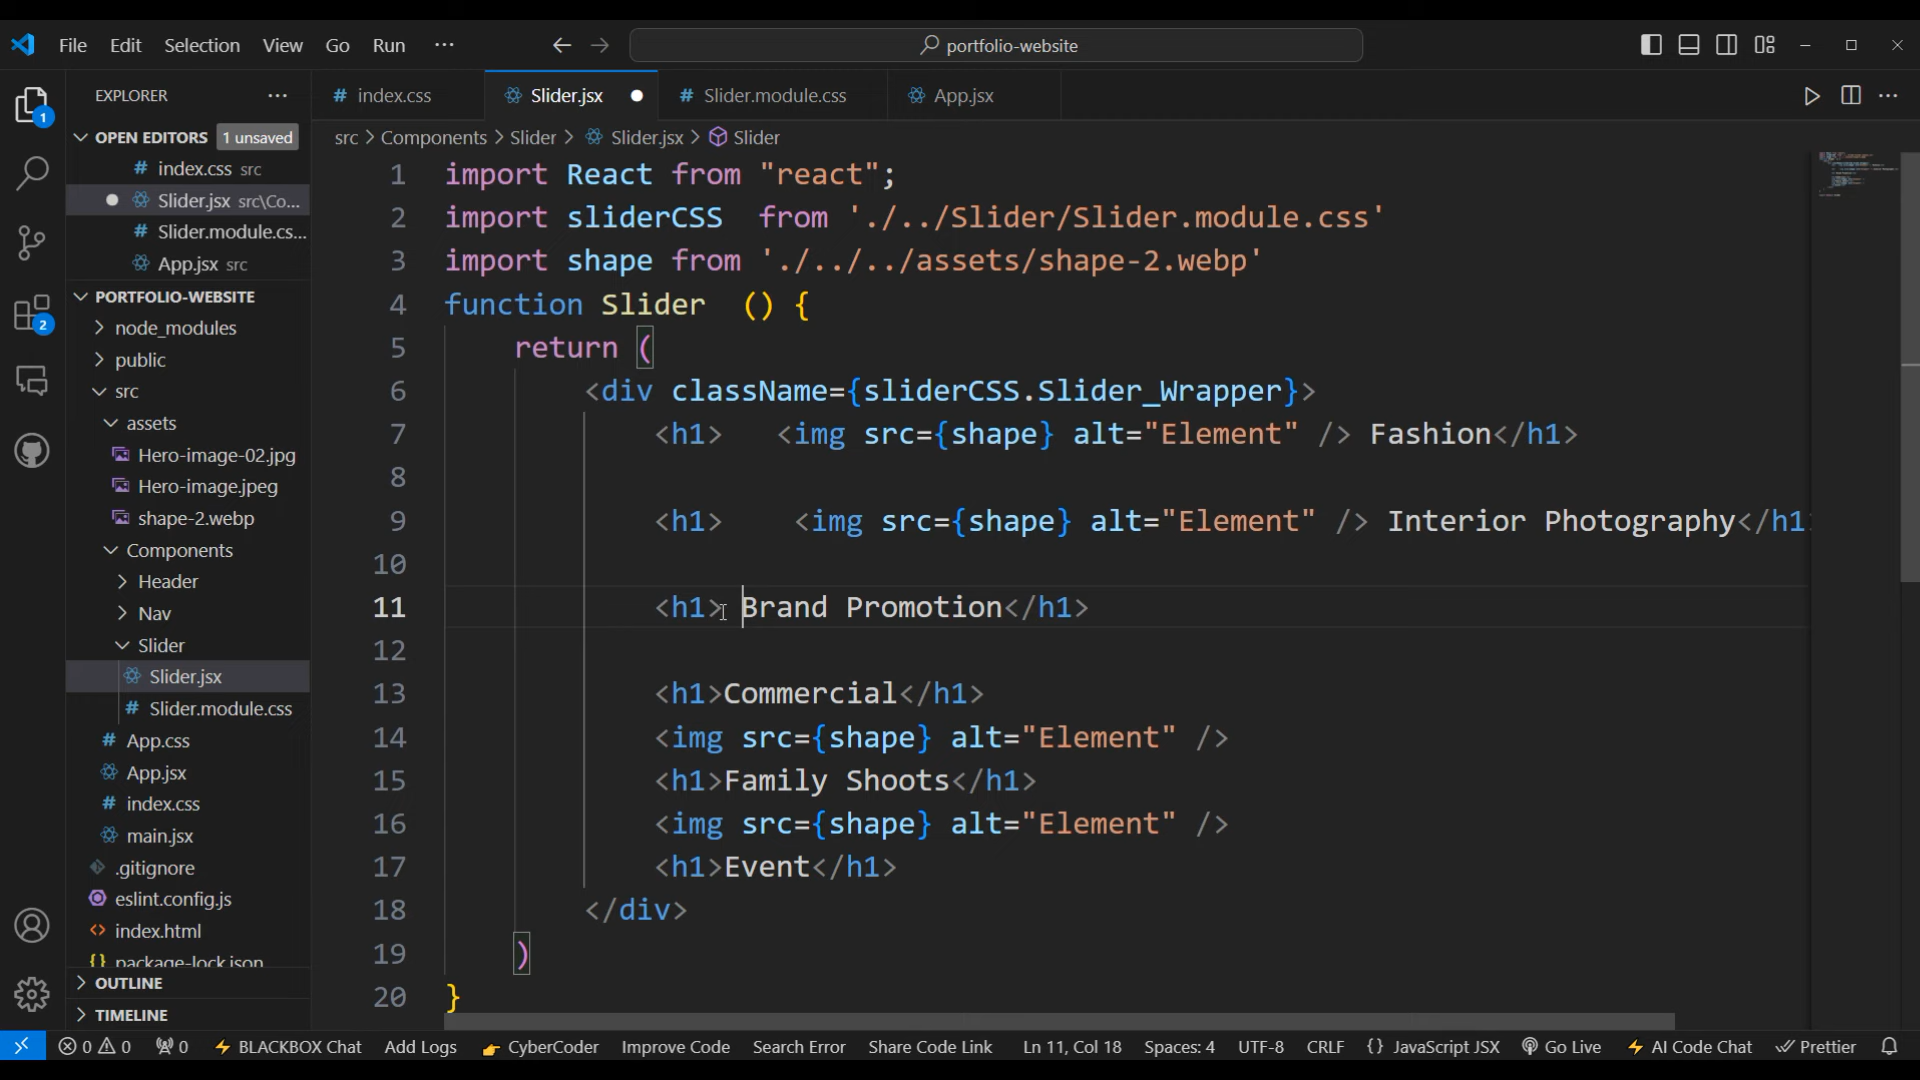 File Edit Selection View Go Run ··· portfolio-website
EXPLORER ···
OPEN EDITORS 1 unsaved
# index.css src
Slider.jsx src\Co...
# Slider.module.cs...
App.jsx src
PORTFOLIO-WEBSITE
node_modules
public
src
assets
Hero-image-02.jpg
Hero-image.jpeg
shape-2.webp
Components
Header
Nav
Slider
Slider.jsx
# Slider.module.css
# App.css
App.jsx
# index.css
main.jsx
.gitignore
eslint.config.js
<> index.html
{} package-lock.json
OUTLINE
TIMELINE
1
2
# index.css Slider.jsx # Slider.module.css App.jsx
src > Components > Slider > Slider.jsx > Slider
1 import React from "react";
2 import sliderCSS  from './../Slider/Slider.module.css'
3 import shape from './../../assets/shape-2.webp'
4 function Slider  () {
5     return (
6         <div className={sliderCSS.Slider_Wrapper}>
7             <h1>   <img src={shape} alt="Element" /> Fashion</h1>
8
9             <h1>    <img src={shape} alt="Element" /> Interior Photography</h1
10
11             <h1> Brand Promotion</h1>
12
13             <h1>Commercial</h1>
14             <img src={shape} alt="Element" />
15             <h1>Family Shoots</h1>
16             <img src={shape} alt="Element" />
17             <h1>Event</h1>
18         </div>
19     )
20 }
0 0 0 BLACKBOX Chat Add Logs CyberCoder Improve Code Search Error Share Code Link Ln 11, Col 18 Spaces: 4 UTF-8 CRLF {} JavaScript JSX Go Live AI Code Chat Prettier